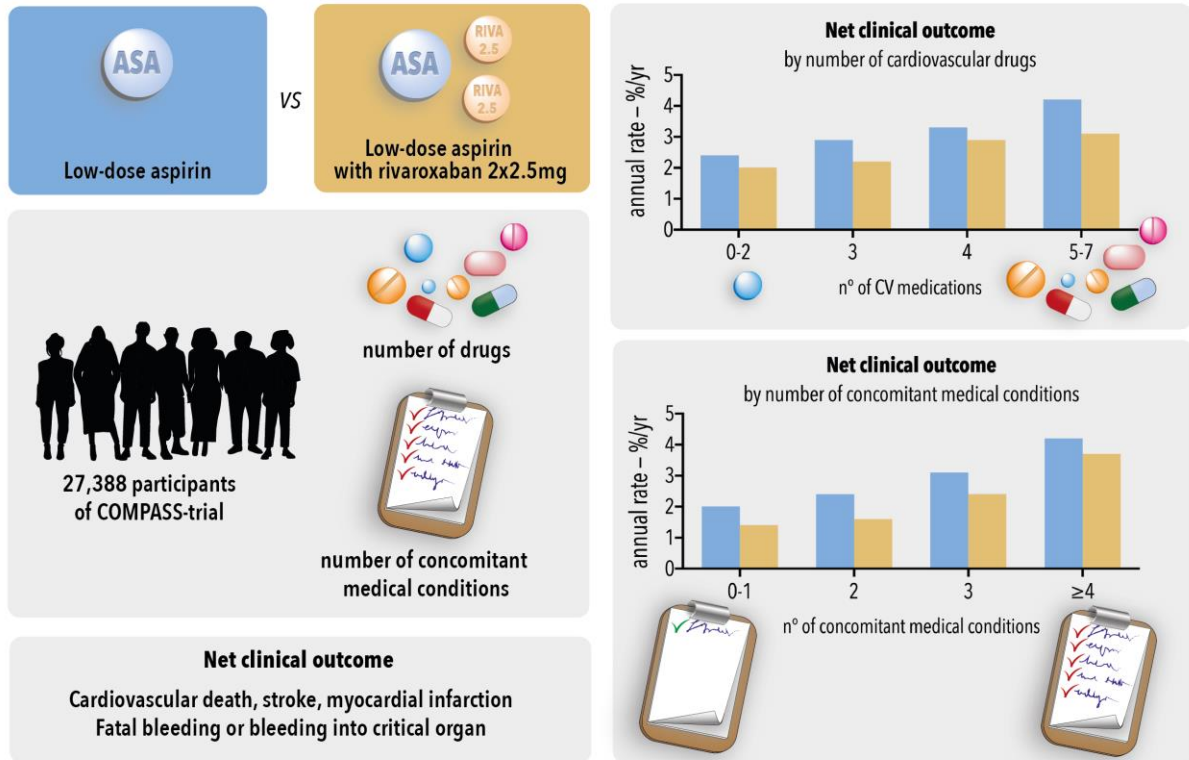 ASA
Low-dose aspirin
VS
ASA
RIVA
2.5
RIVA
2.5
Low-dose aspirin
with rivaroxaban 2x2.5mg
27,388 participants
of COMPASS-trial
number of drugs
number of concomitant
medical conditions
Net clinical outcome
Cardiovascular death, stroke, myocardial infarction
Fatal bleeding or bleeding into critical organ
Net clinical outcome
by number of cardiovascular drugs
annual rate – %/yr
5
4
3
2
1
0
0-2
3
4
5-7
nº of CV medications
Net clinical outcome
by number of concomitant medical conditions
annual rate – %/yr
5
4
3
2
1
0
0-1
2
3
≥4
nº of concomitant medical conditions